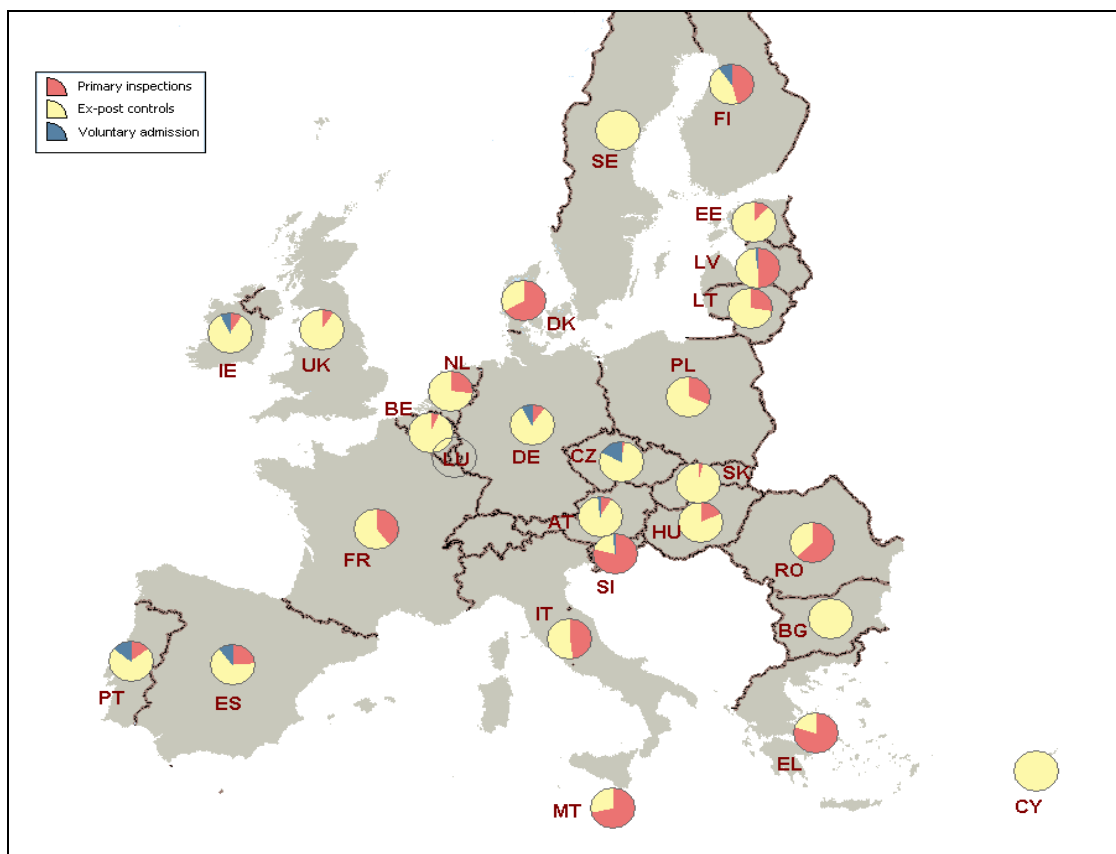 Primary inspections
Ex-post controls
Voluntary admission
FI
SE
EE
LV
LT
DK
IE
UK
NL
PL
BE
LU
DE
CZ
SK
AT
HU
FR
SI
RO
IT
BG
PT
ES
EL
MT
CY